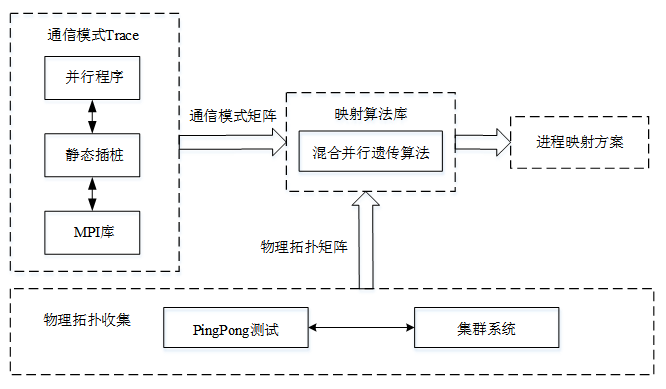 通信模式Trace
并行程序
静态插桩
MPI库
通信模式矩阵
映射算法库
混合并行遗传算法
进程映射方案
物理拓扑矩阵
物理拓扑收集
PingPong测试
集群系统